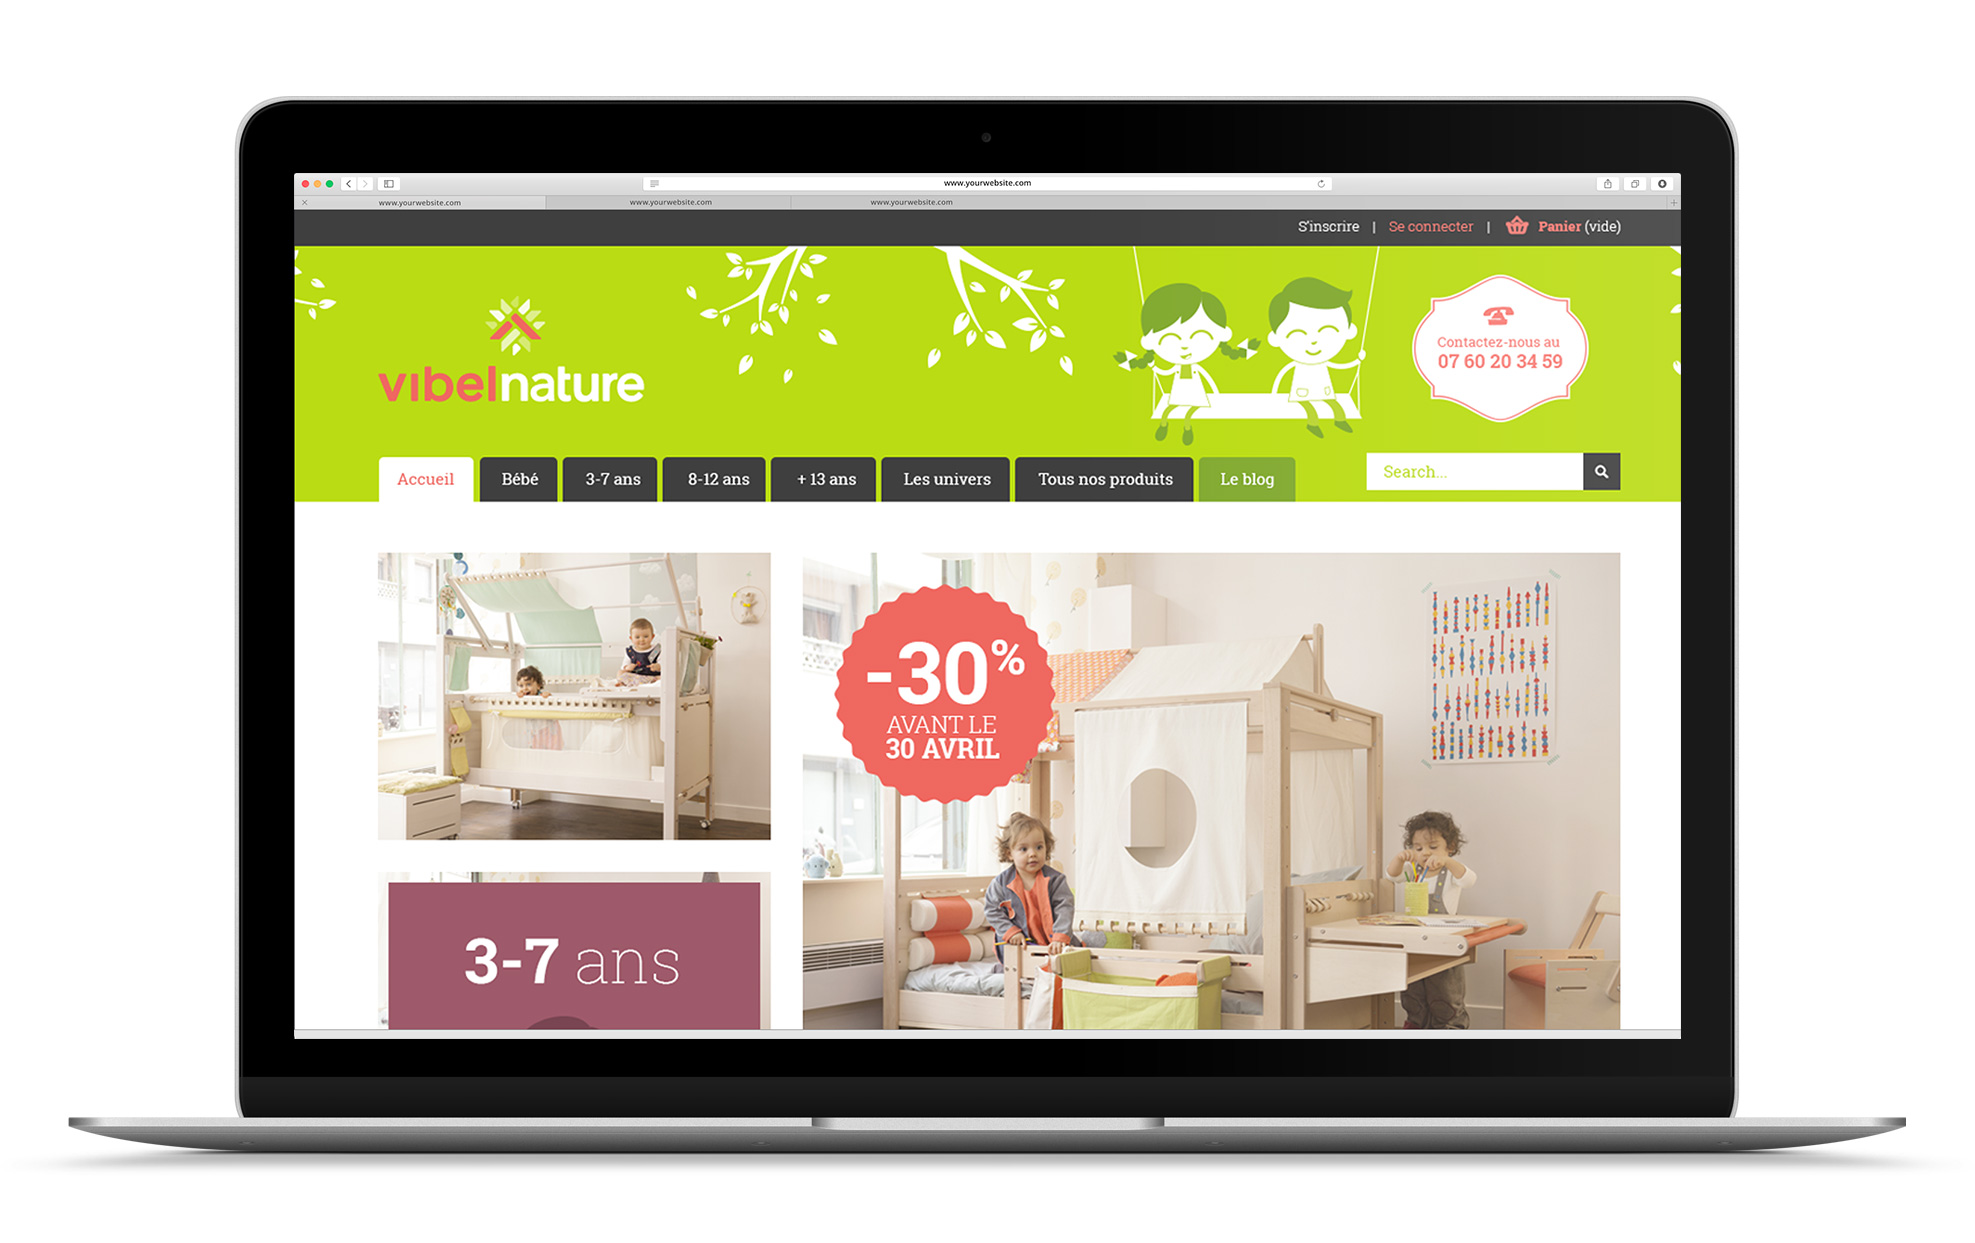 www.yourwebsite.com
www.yourwebsite.com
www.yourwebsite.com
www.yourwebsite.com
S'inscrire | Se connecter | Panier (vide)
vibelnature
Contactez-nous au
07 60 20 34 59
Accueil
Bébé
3-7 ans
8-12 ans
+ 13 ans
Les univers
Tous nos produits
Le blog
Search...
-30%
AVANT LE
30 AVRIL
3-7 ans